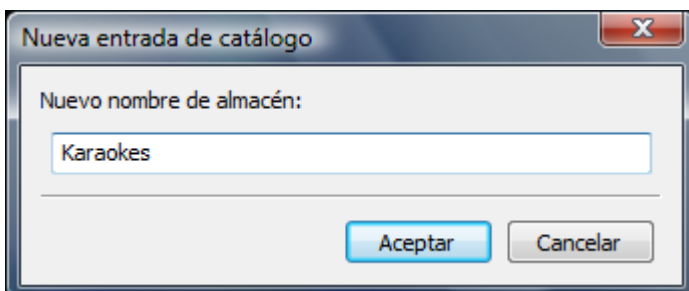 Nueva entrada de catálogo
Nuevo nombre de almacén:
Karaokes
Aceptar Cancelar